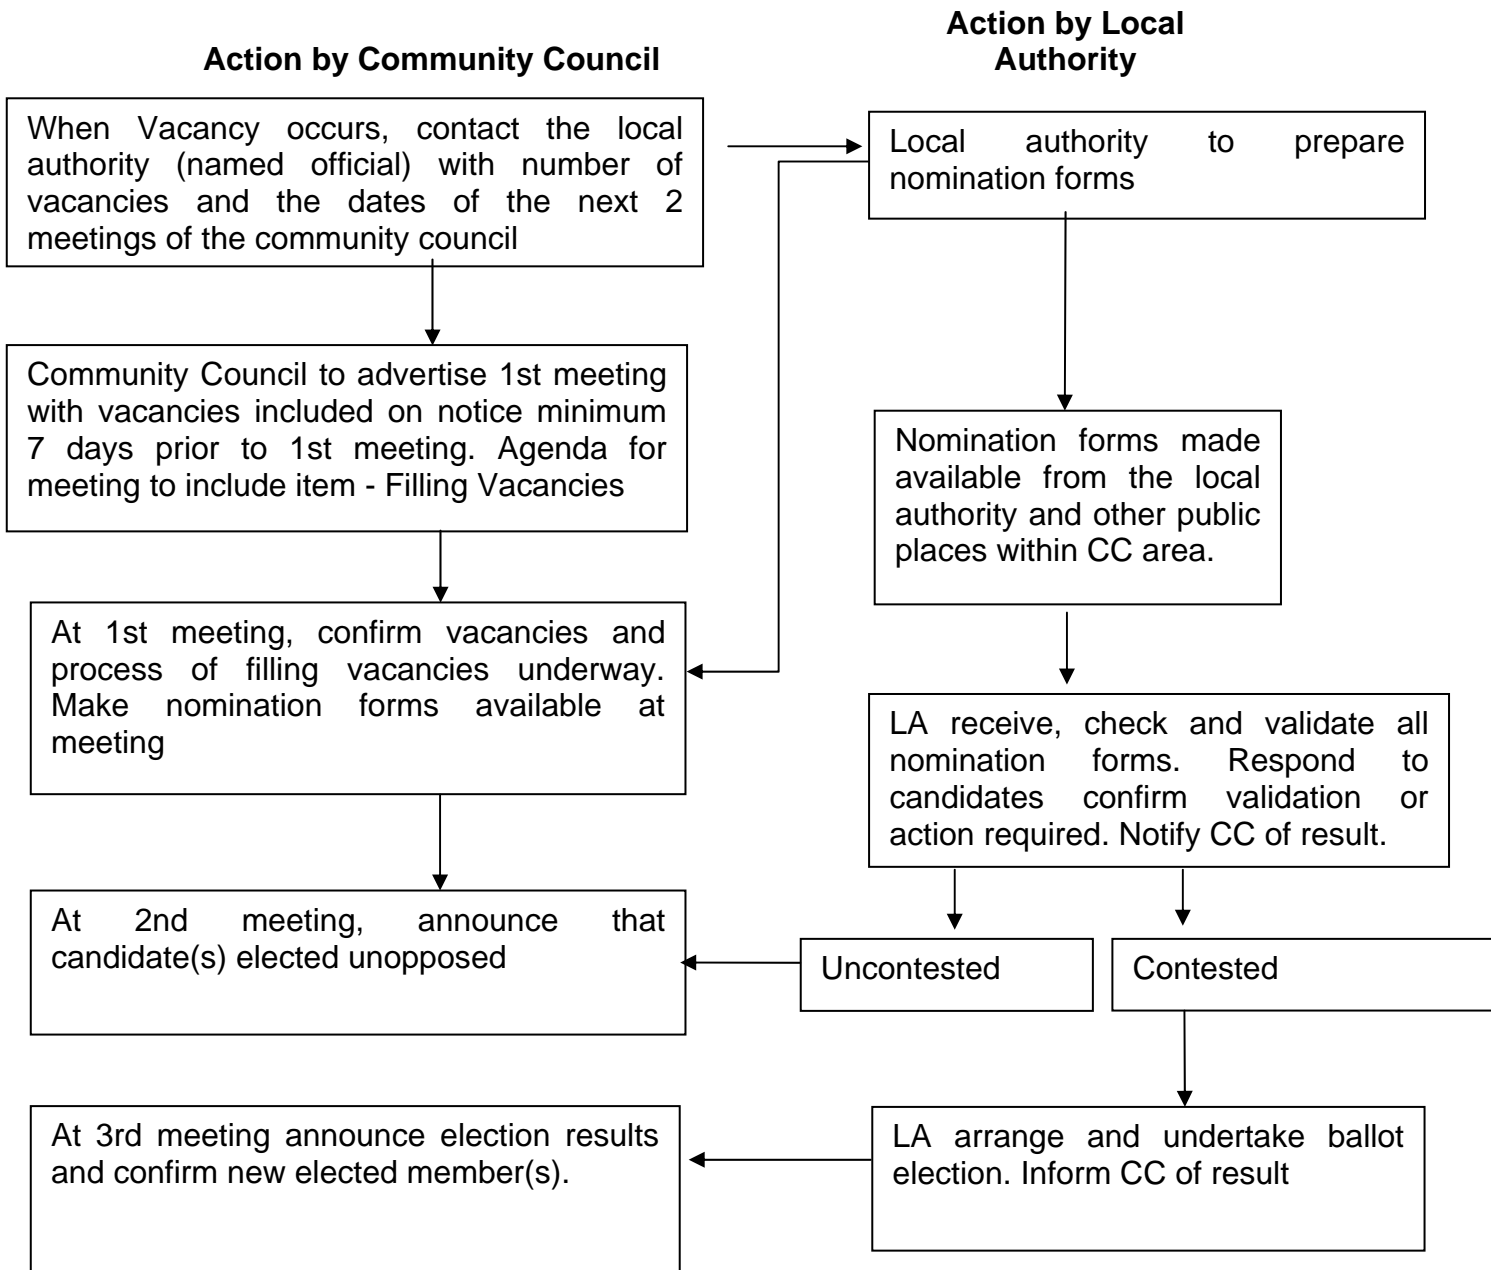 Action by Community Council
Action by Local
Authority
When Vacancy occurs, contact the local
authority (named official) with number of
vacancies and the dates of the next 2
meetings of the community council
Local authority to prepare
nomination forms
Community Council to advertise 1st meeting
with vacancies included on notice minimum
7 days prior to 1st meeting. Agenda for
meeting to include item - Filling Vacancies
Nomination forms made
available from the local
authority and other public
places within CC area.
At 1st meeting, confirm vacancies and
process of filling vacancies underway.
Make nomination forms available at
meeting
LA receive, check and validate all
nomination forms. Respond to
candidates confirm validation or
action required. Notify CC of result.
At 2nd meeting, announce that
candidate(s) elected unopposed
Uncontested
Contested
At 3rd meeting announce election results
and confirm new elected member(s).
LA arrange and undertake ballot
election. Inform CC of result